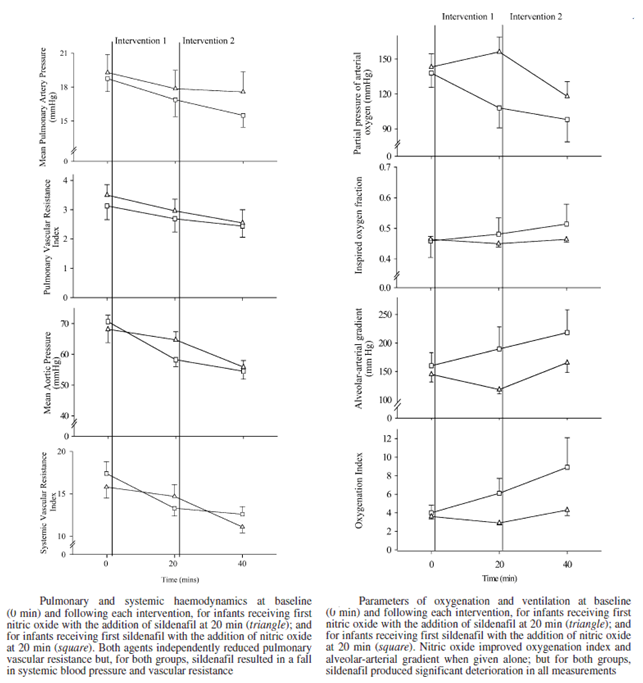 Intervention 1
Intervention 2
Mean Pulmonary Artery Pressure
(mmHg)
21
18
15
0
Pulmonary Vascular Resistance
Index
4
3
2
1
0
Mean Aortic Pressure
(mmHg)
70
60
50
40
0
Systemic Vascular Resistance
Index
20
15
10
0
0
20
40
Time (mins)
Pulmonary and systemic haemodynamics at baseline
(0 min) and following each intervention, for infants receiving first
nitric oxide with the addition of sildenafil at 20 min (triangle); and
for infants receiving first sildenafil with the addition of nitric oxide
at 20 min (square). Both agents independently reduced pulmonary
vascular resistance but, for both groups, sildenafil resulted in a fall
in systemic blood pressure and vascular resistance
Intervention 1
Intervention 2
Partial pressure of arterial
oxygen (mmHg)
150
120
90
0
Inspired oxygen fraction
0.7
0.6
0.5
0.4
0.0
Alveolar-arterial gradient
(mm Hg)
250
200
150
100
0
Oxygenation Index
12
10
8
6
4
2
0
0
20
40
Time (min)
Parameters of oxygenation and ventilation at baseline
(0 min) and following each intervention, for infants receiving first
nitric oxide with the addition of sildenafil at 20 min (triangle); and
for infants receiving first sildenafil with the addition of nitric oxide
at 20 min (square). Nitric oxide improved oxygenation index and
alveolar-arterial gradient when given alone; but for both groups,
sildenafil produced significant deterioration in all measurements